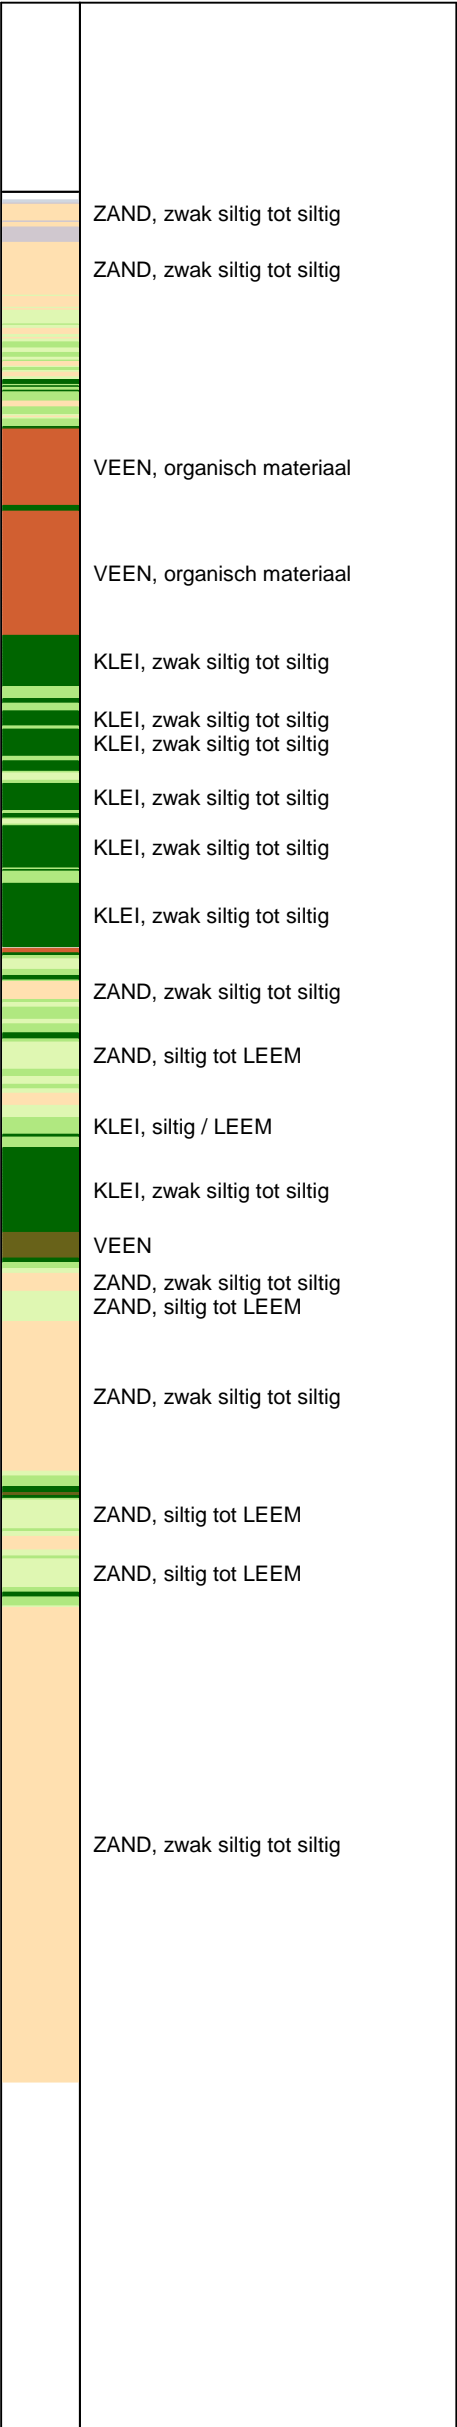 ZAND, zwak siltig tot siltig
ZAND, zwak siltig tot siltig
VEEN, organisch materiaal
VEEN, organisch materiaal
KLEI, zwak siltig tot siltig
KLEI, zwak siltig tot siltig
KLEI, zwak siltig tot siltig
KLEI, zwak siltig tot siltig
KLEI, zwak siltig tot siltig
KLEI, zwak siltig tot siltig
ZAND, zwak siltig tot siltig
ZAND, siltig tot LEEM
KLEI, siltig / LEEM
KLEI, zwak siltig tot siltig
VEEN
ZAND, zwak siltig tot siltig
ZAND, siltig tot LEEM
ZAND, zwak siltig tot siltig
ZAND, siltig tot LEEM
ZAND, siltig tot LEEM
ZAND, zwak siltig tot siltig